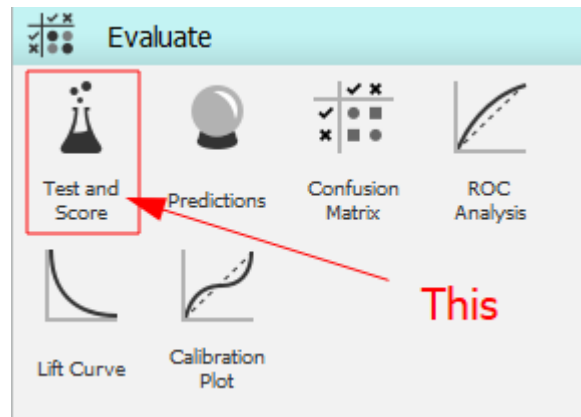 Evaluate
Test and
Score
Predictions
Confusion
Matrix
ROC
Analysis
This
Lift Curve
Calibration
Plot